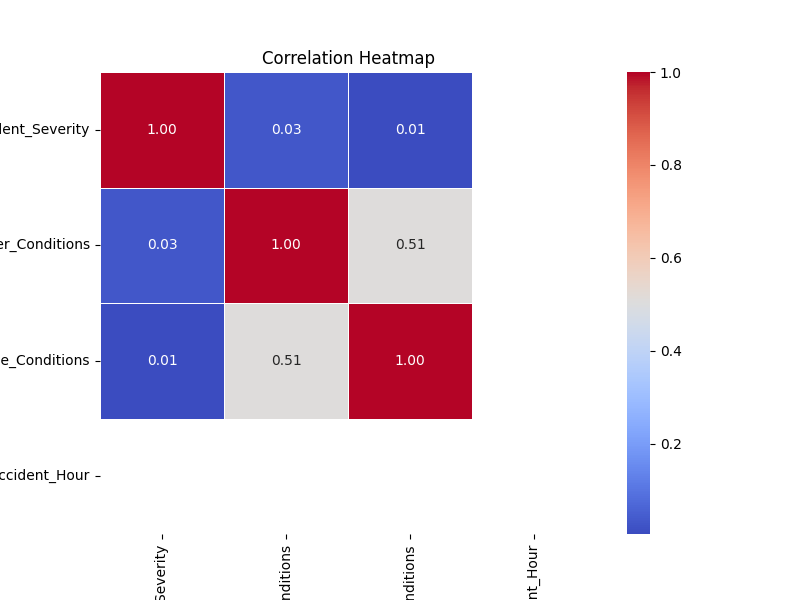 Correlation Heatmap
1.0
lent_Severity
1.00
0.03
0.01
0.8
er_Conditions
0.03
1.00
0.51
0.6
e_Conditions
0.01
0.51
1.00
0.4
0.2
ccident_Hour
Severity
nditions
nditions
nt_Hour